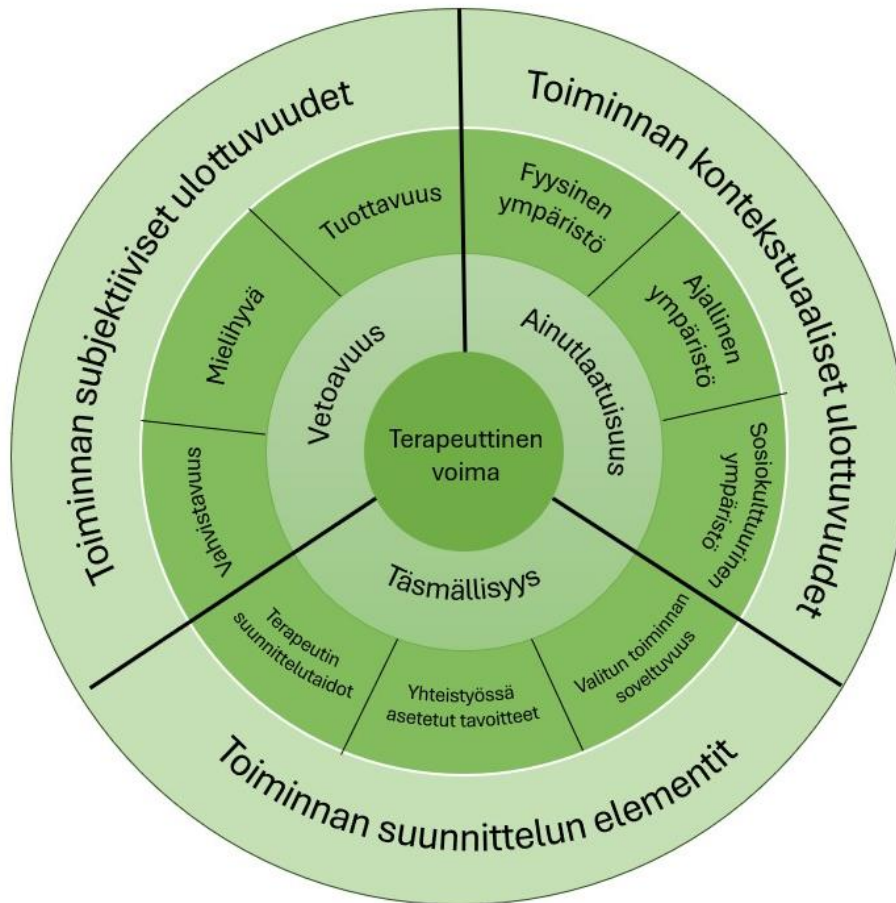 Toiminnan subjektiiviset ulottuvuudet
Toiminnan kontekstuaaliset ulottuvuudet
Tuottavuus
Mielihyvä
Vahvistavuus
Fyysinen
ympäristö
Ajallinen
ympäristö
Sosiokulttuurinen
ympäristö
Vetoavuus
Ainutlaatuisuus
Terapeuttinen
voima
Täsmällisyys
Terapeutin
suunnittelutaidot
Yhteistyössä
asetetut tavoitteet
Valitun toiminnan
soveltuvuus
Toiminnan suunnittelun elementit